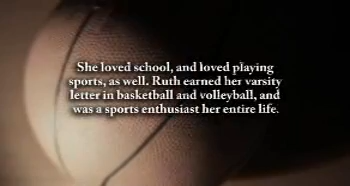 She loved school, and loved playing
sports, as well. Ruth earned her varsity
letter in basketball and volleyball, and
was a sports enthusiast her entire life.